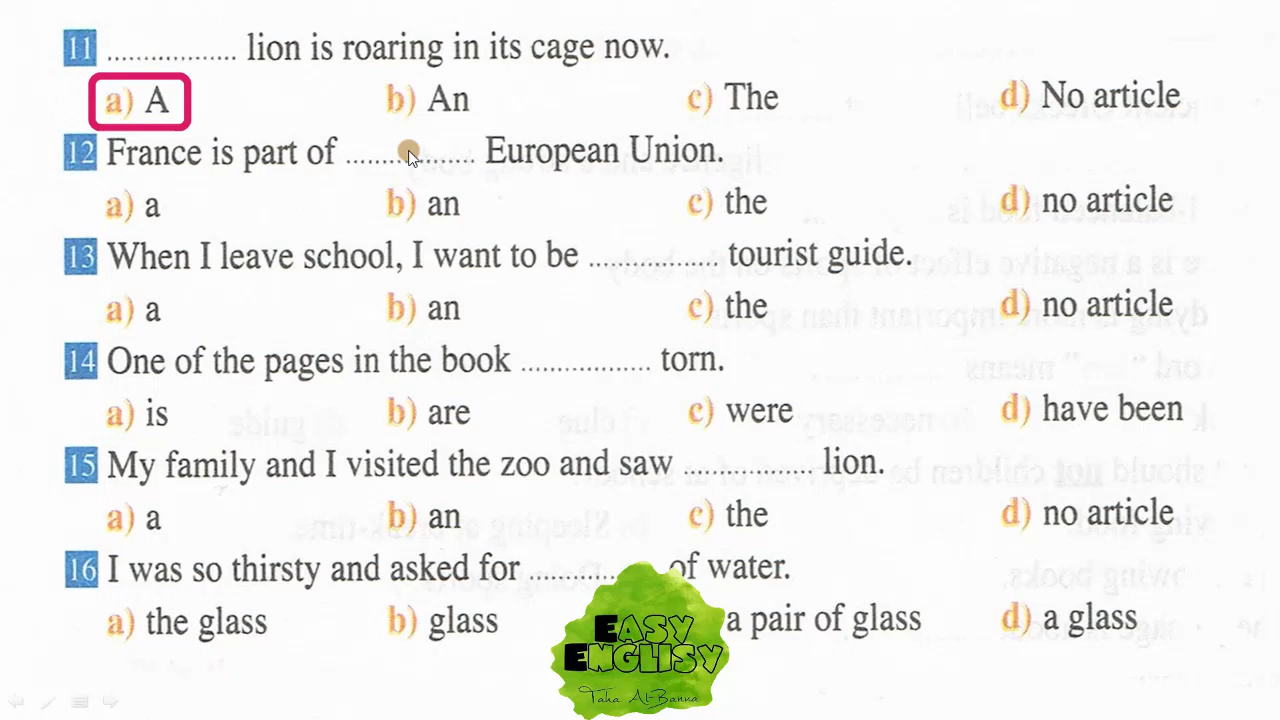 11 ................. lion is roaring in its cage now.
a) A b) An c) The d) No article
12 France is part of ................. European Union.
a) a b) an c) the d) no article
13 When I leave school, I want to be ................. tourist guide.
a) a b) an c) the d) no article
14 One of the pages in the book ................. torn.
a) is b) are c) were d) have been
15 My family and I visited the zoo and saw ................. lion.
a) a b) an c) the d) no article
16 I was so thirsty and asked for ................. of water.
a) the glass b) glass a pair of glass d) a glass
EASY
ENGLISY
Taha Al-Banna